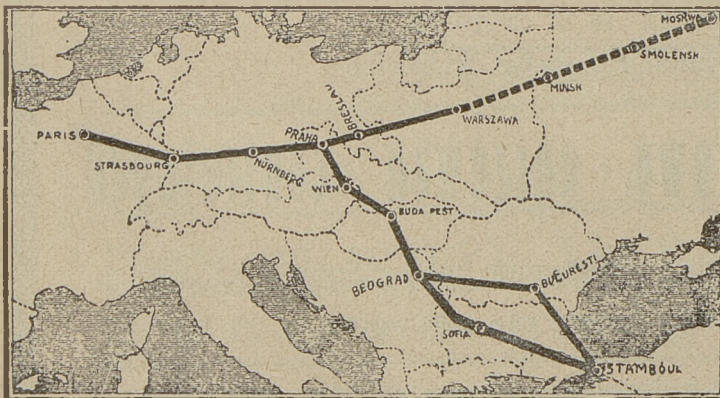 MOSKWA
SMOLENSK
MINSK
WARSZAWA
BRESLAU
PRAHA
PARIS
STRASBOURG
NÜRNBERG
WIEN
BUDA PEST
BEOGRAD
BUCURESTI
SOFIA
ISTAMBOUL